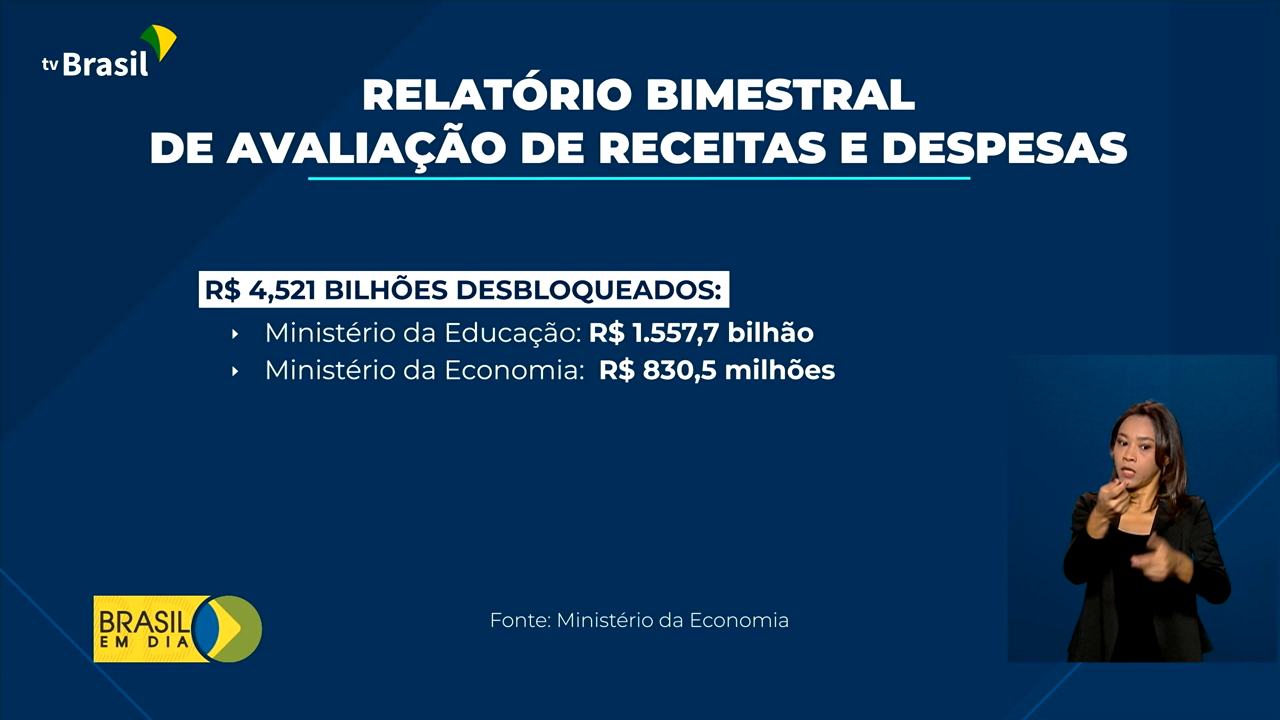 tv Brasil
RELATÓRIO BIMESTRAL
DE AVALIAÇÃO DE RECEITAS E DESPESAS
R$ 4,521 BILHÕES DESBLOQUEADOS:
Ministério da Educação: R$ 1.557,7 bilhão
Ministério da Economia: R$ 830,5 milhões
BRASIL
EM DIA
Fonte: Ministério da Economia